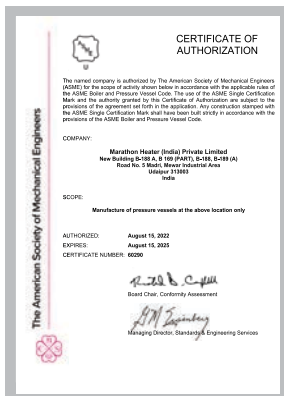 CERTIFICATE OF
AUTHORIZATION
ASME
U
The named company is authorized by The American Society of Mechanical Engineers
(ASME) for the scope of activity shown below in accordance with the applicable rules of
the ASME Boiler and Pressure Vessel Code. The use of the ASME Single Certification
Mark and the authority granted by this Certificate of Authorization are subject to the
provisions of the agreement set forth in the application. Any construction stamped with
the ASME Single Certification Mark shall have been built strictly in accordance with the
provisions of the ASME Boiler and Pressure Vessel Code.
COMPANY:
Marathon Heater (India) Private Limited
New Building B-188 A, B 169 (PART), B-188, B-189 (A)
Road No. 5 Madri, Mewar Industrial Area
Udaipur 313003
India
SCOPE:
Manufacture of pressure vessels at the above location only
AUTHORIZED: August 15, 2022
EXPIRES: August 15, 2025
CERTIFICATE NUMBER: 60290
Board Chair, Conformity Assessment
Managing Director, Standards & Engineering Services
The American Society of Mechanical Engineers